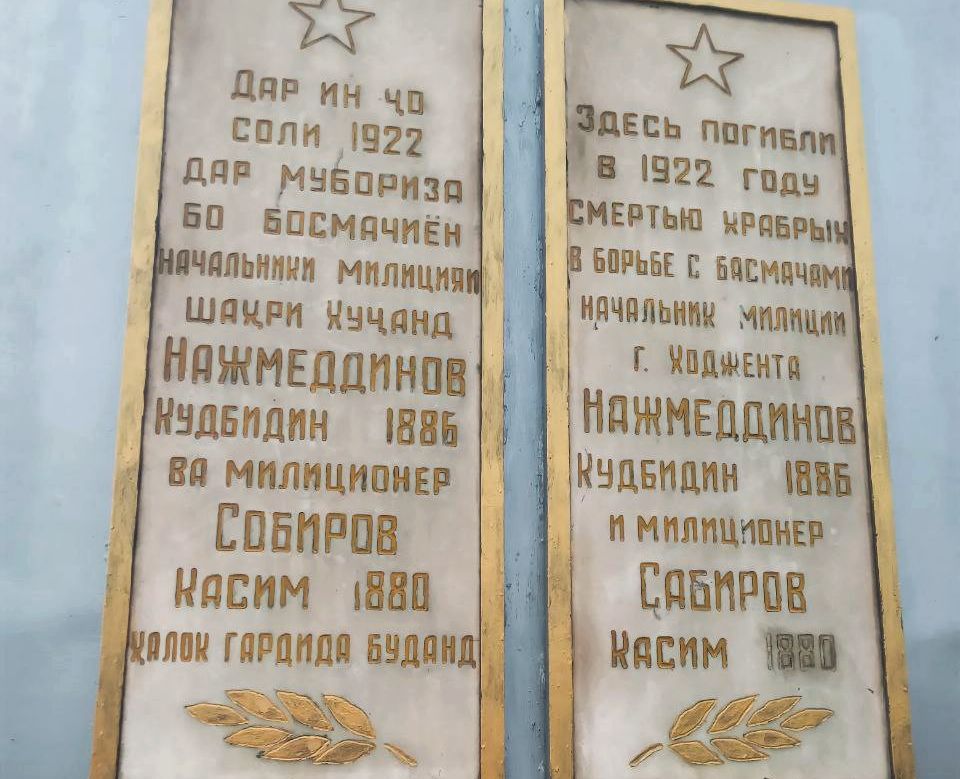 Дар ин ҷо
соли 1922
дар мубориза
бо босмачиён
начальники милицияи
шаҳри Хуҷанд
Нажмеддинов
Кудбидин 1886
ва милиционер
Собиров
Касим 1880
ҳалок гардида буданд
Здесь погибли
в 1922 году
смертью храбрых
в борьбе с басмачами
начальник милиции
г. Ходжента
Нажмеддинов
Кудбидин 1886
и милиционер
Сабиров
Касим 1880